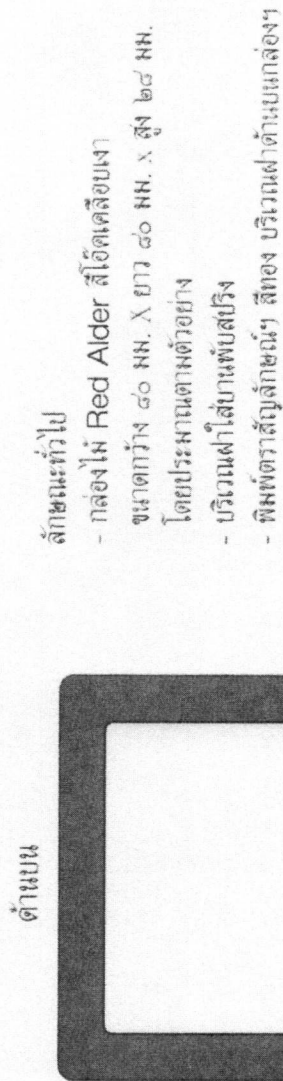 ด้านบน
ลักษณะทั่วไป
- กล่องไม้ Red Alder สีโอ๊คเคลือบเงา
ขนาดกว้าง ๘๐ มม. X ยาว ๘๐ มม. x สูง ๒๘ มม.
โดยประมาณตามตัวอย่าง
- บริเวณฝาใส่บานพับสปริง
- พิมพ์ตราสัญลักษณ์ฯ สีทอง บริเวณฝาด้านบนกล่องฯ